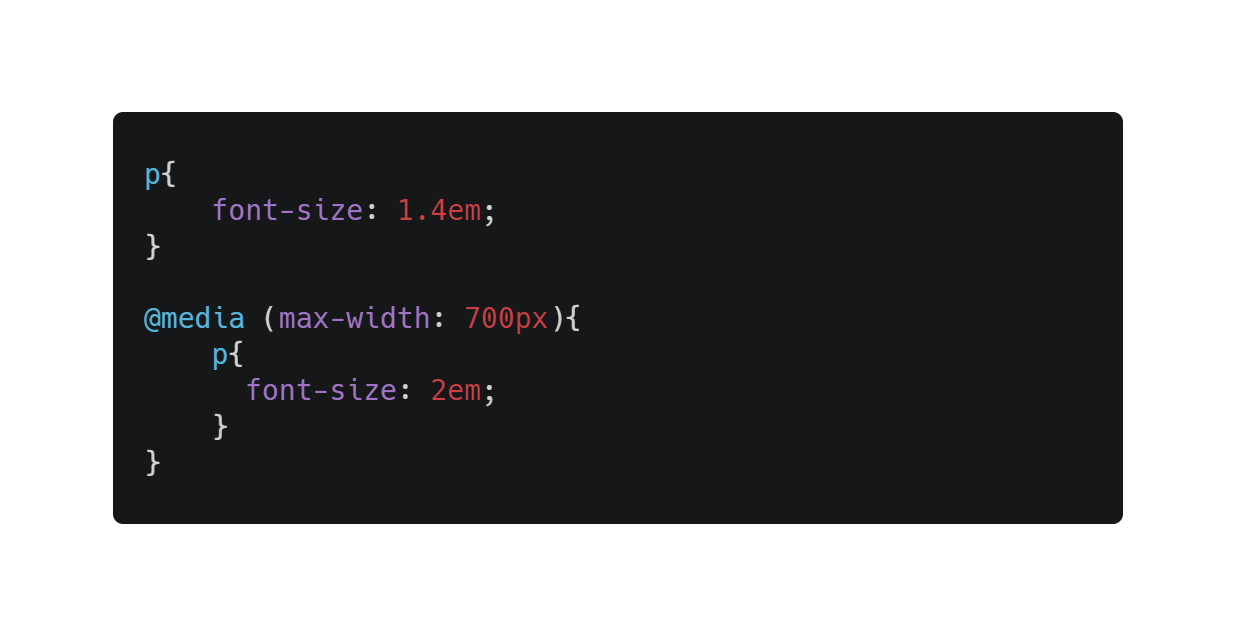 p{
    font-size: 1.4em;
}

@media (max-width: 700px){
    p{
      font-size: 2em;
    }
}